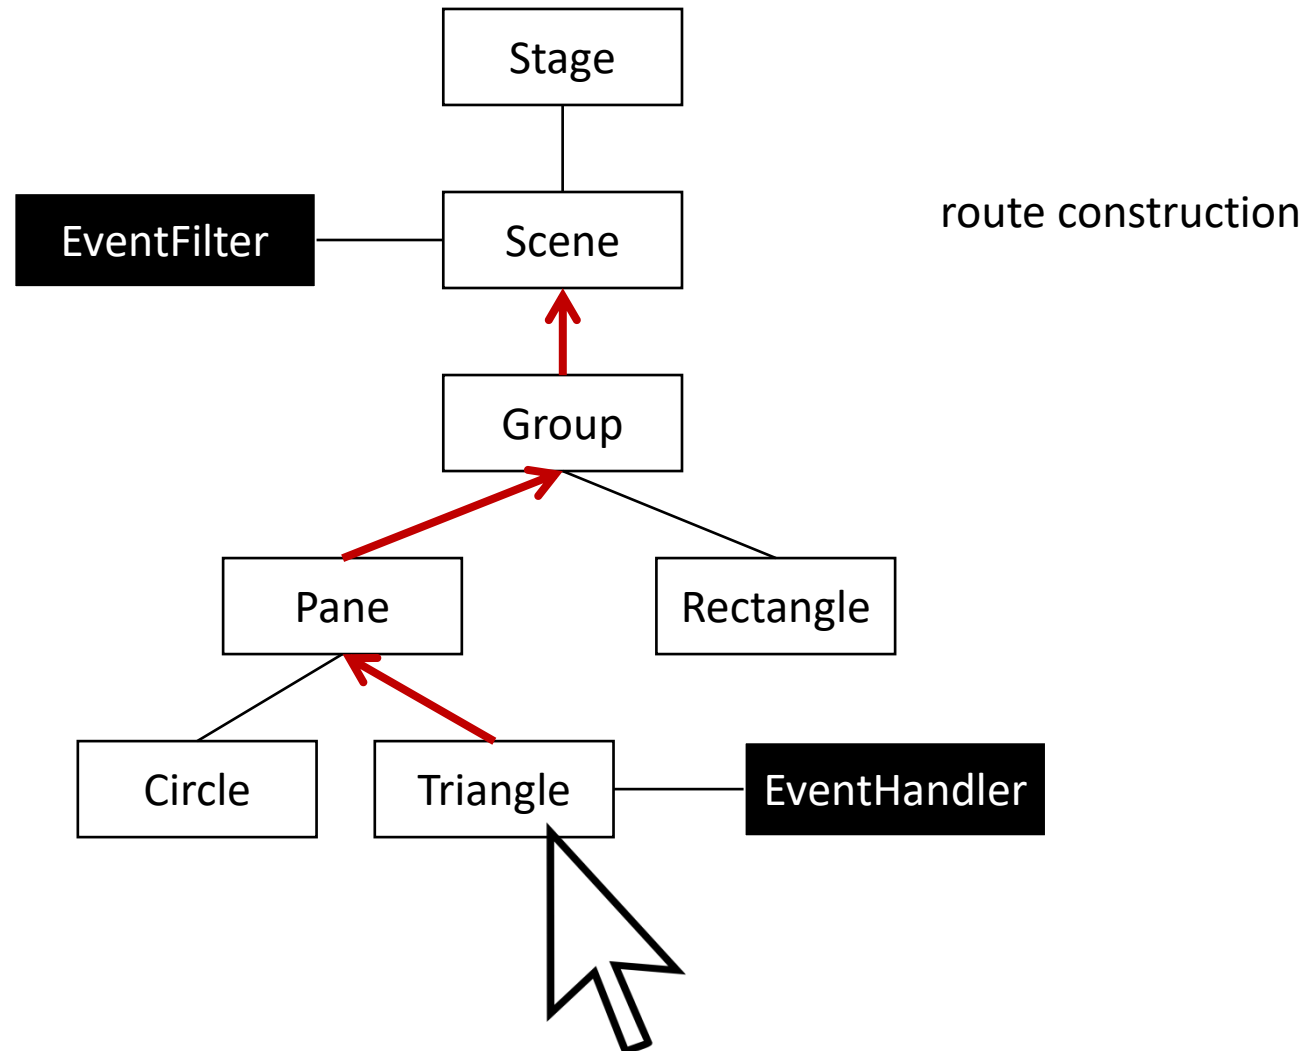 Stage
EventFilter
Scene
route construction
Group
Pane
Rectangle
Circle
Triangle
EventHandler